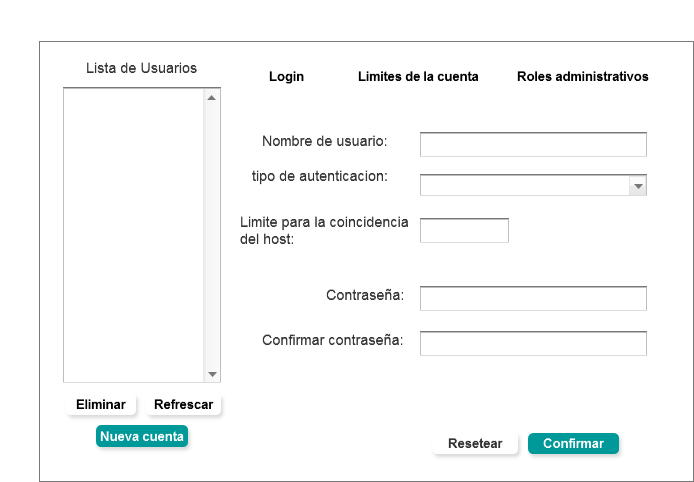 Lista de Usuarios
Login
Limites de la cuenta
Roles administrativos
Nombre de usuario:
tipo de autenticacion:
Limite para la coincidencia
del host:
Contraseña:
Confirmar contraseña:
Eliminar
Refrescar
Nueva cuenta
Resetear
Confirmar